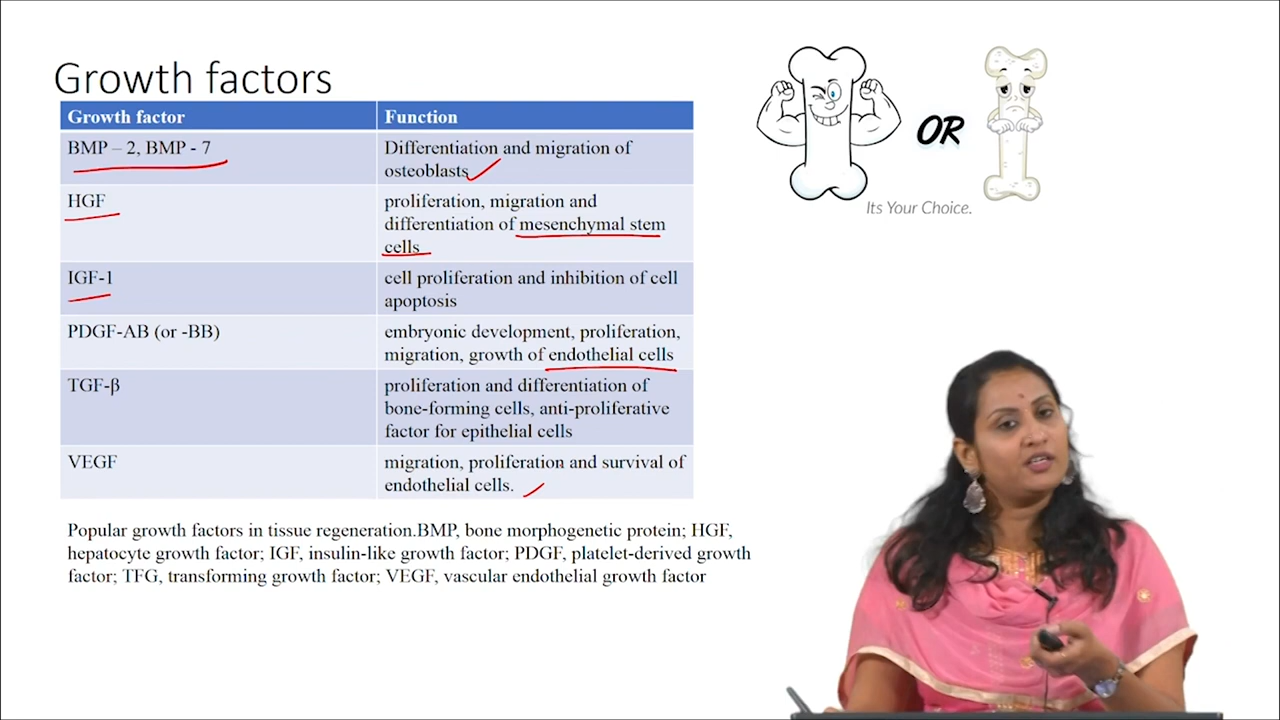 Growth factors
Growth factor
Function
BMP – 2, BMP - 7
Differentiation and migration of
osteoblasts
HGF
proliferation, migration and
differentiation of mesenchymal stem
cells
IGF-1
cell proliferation and inhibition of cell
apoptosis
PDGF-AB (or -BB)
embryonic development, proliferation,
migration, growth of endothelial cells
TGF-β
proliferation and differentiation of
bone-forming cells, anti-proliferative
factor for epithelial cells
VEGF
migration, proliferation and survival of
endothelial cells.
Popular growth factors in tissue regeneration.BMP, bone morphogenetic protein; HGF,
hepatocyte growth factor; IGF, insulin-like growth factor; PDGF, platelet-derived growth
factor; TFG, transforming growth factor; VEGF, vascular endothelial growth factor
OR
Its Your Choice.